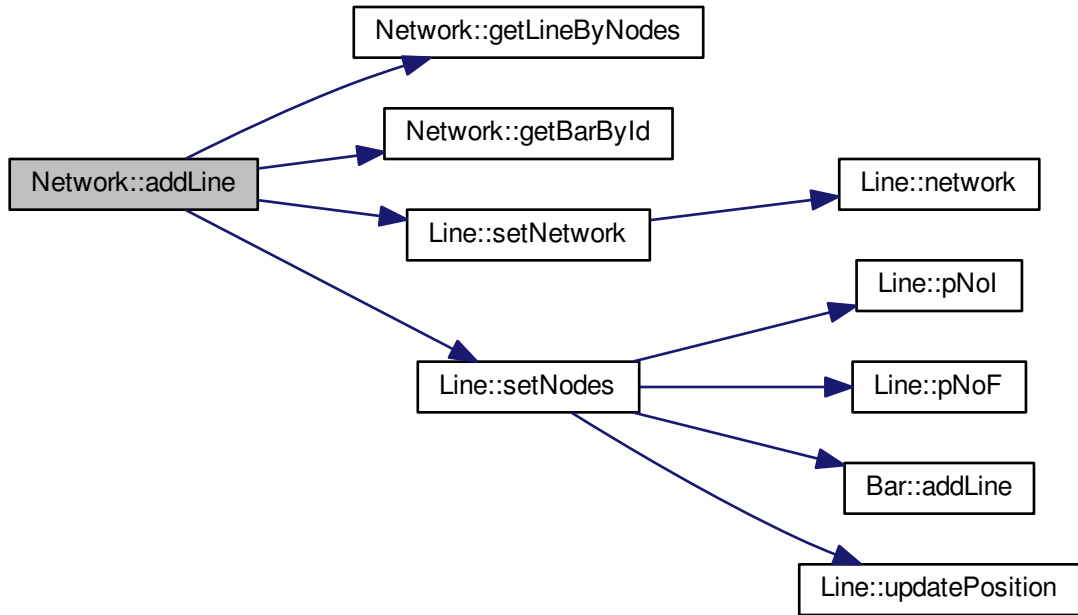 Network::getLineByNodes
Network::getBarById
Network::addLine
Line::network
Line::setNetwork
Line::pNoI
Line::setNodes
Line::pNoF
Bar::addLine
Line::updatePosition